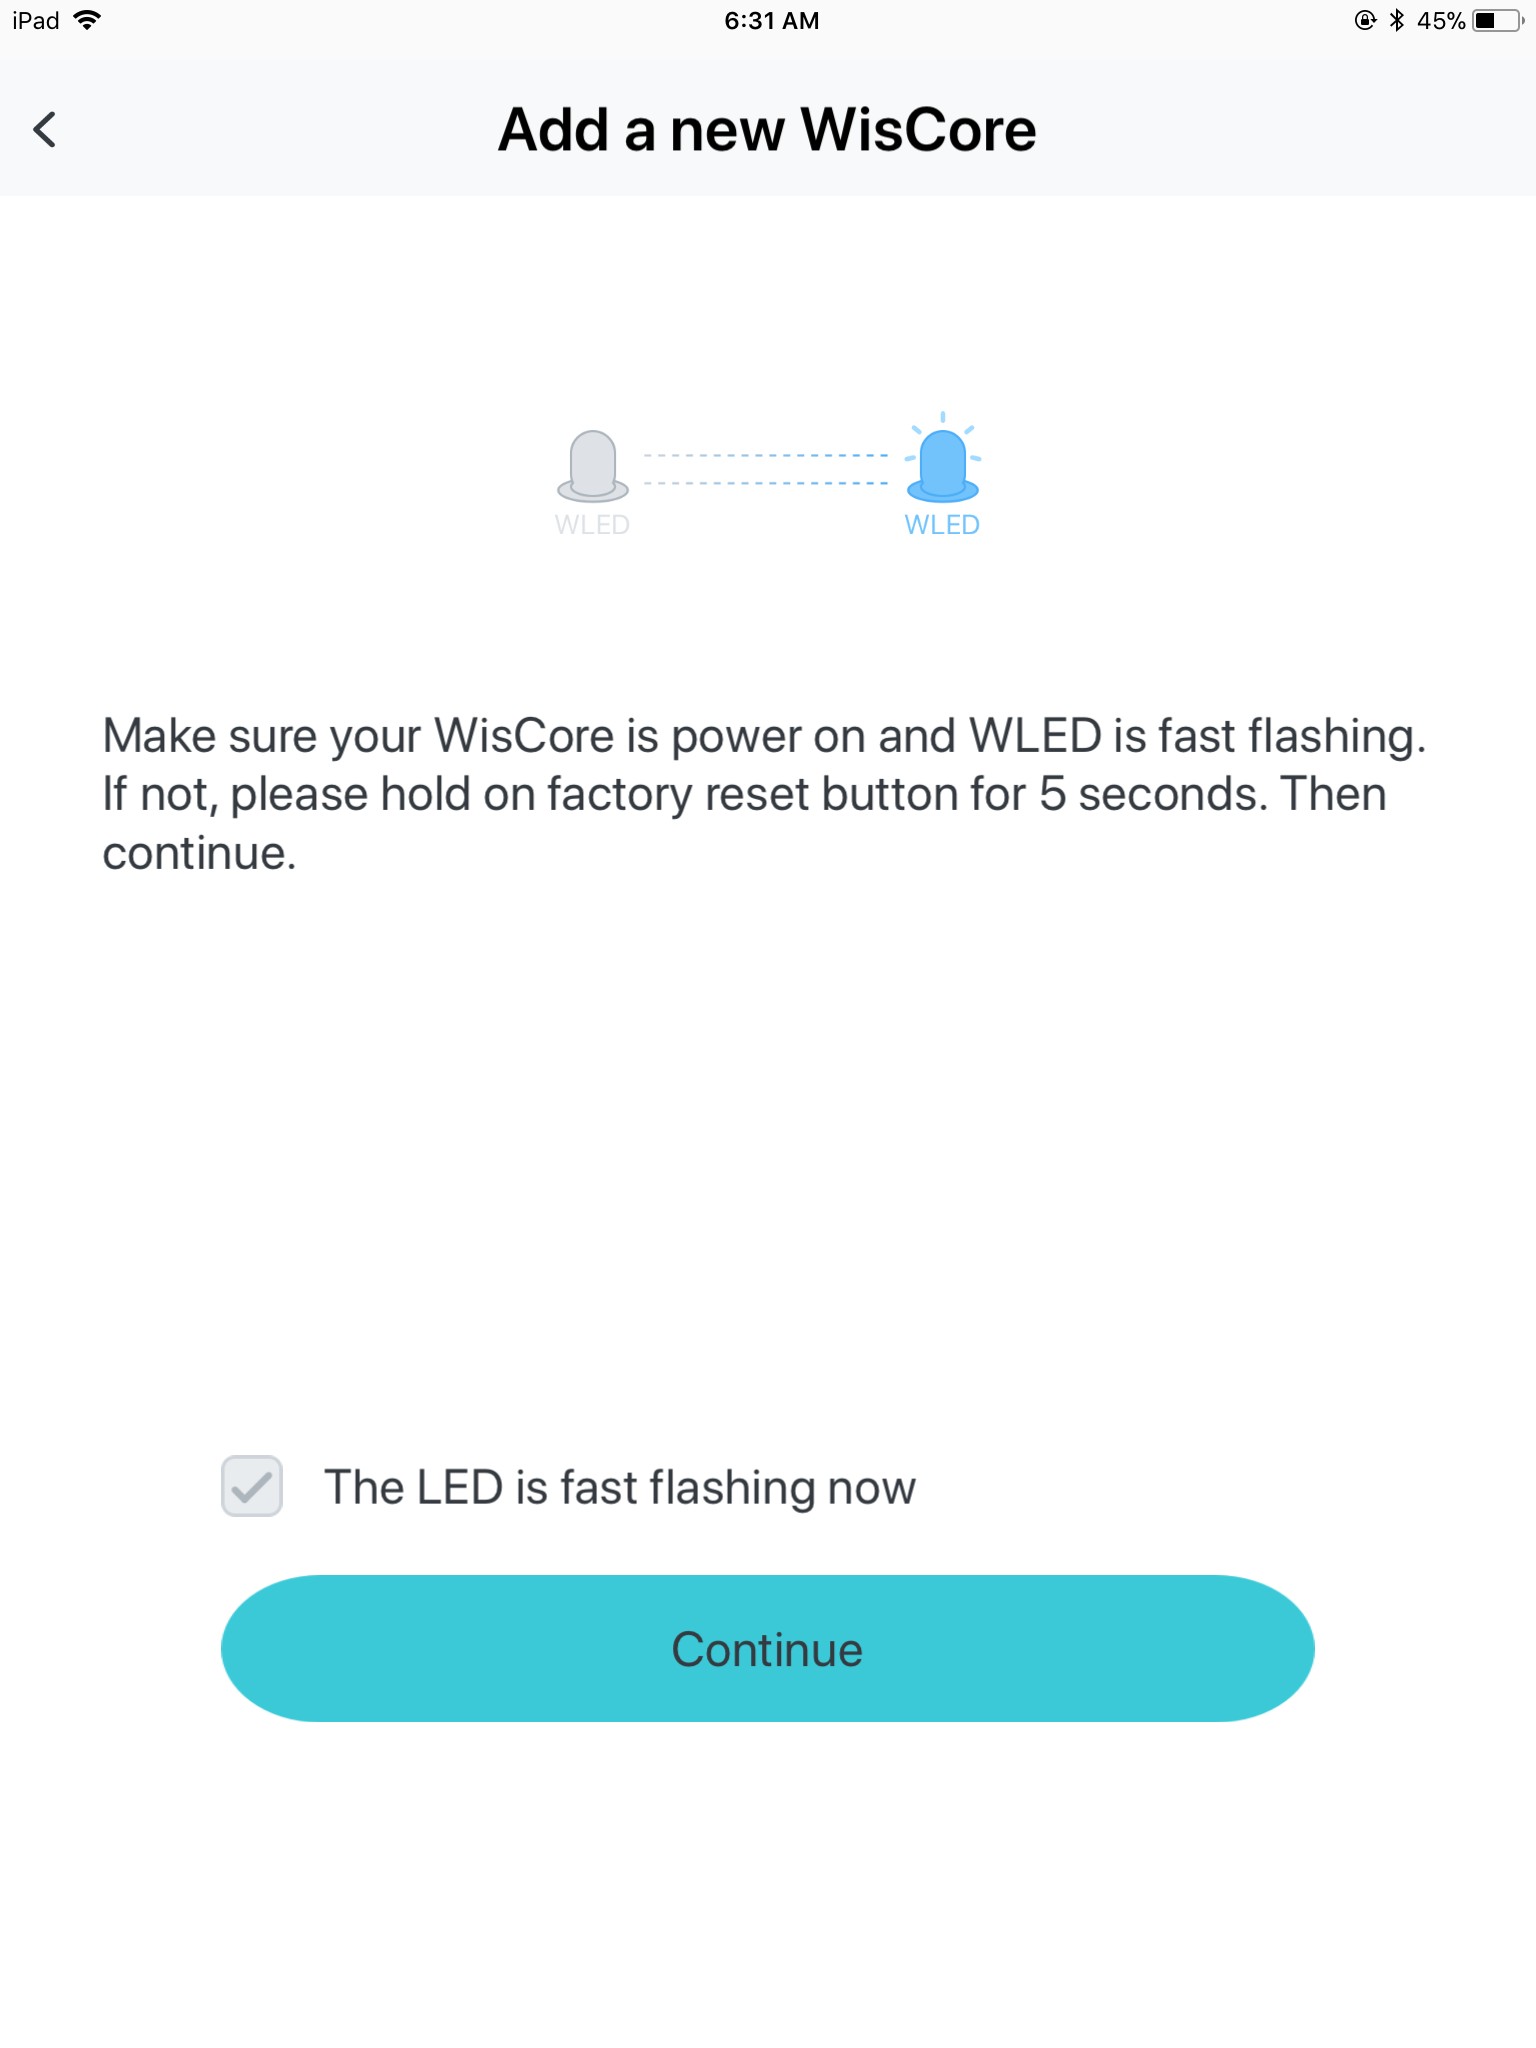 iPad 6:31 AM 45%
Add a new WisCore
WLED WLED
Make sure your WisCore is power on and WLED is fast flashing.
If not, please hold on factory reset button for 5 seconds. Then
continue.
The LED is fast flashing now
Continue